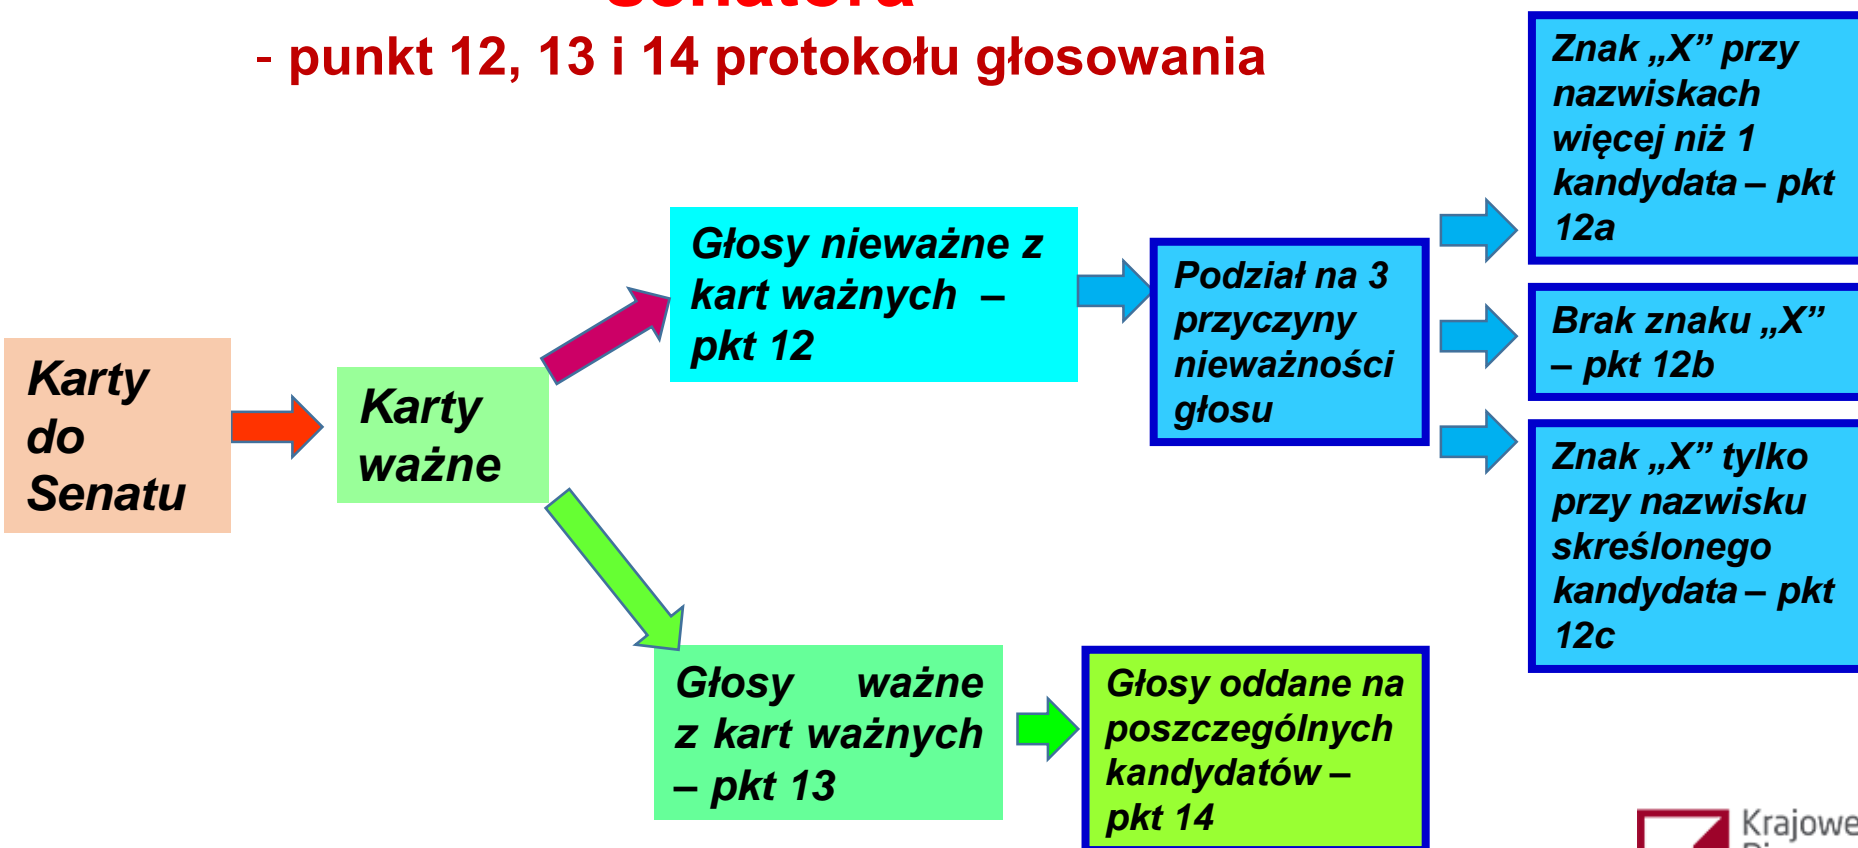 senatora
- punkt 12, 13 i 14 protokołu głosowania
Karty
do
Senatu
Karty
ważne
Głosy nieważne z
kart ważnych –
pkt 12
Podział na 3
przyczyny
nieważności
głosu
Znak „X” przy
nazwiskach
więcej niż 1
kandydata – pkt
12a
Brak znaku „X”
– pkt 12b
Znak „X” tylko
przy nazwisku
skreślonego
kandydata – pkt
12c
Głosy ważne
z kart ważnych
– pkt 13
Głosy oddane na
poszczególnych
kandydatów –
pkt 14
Krajowe